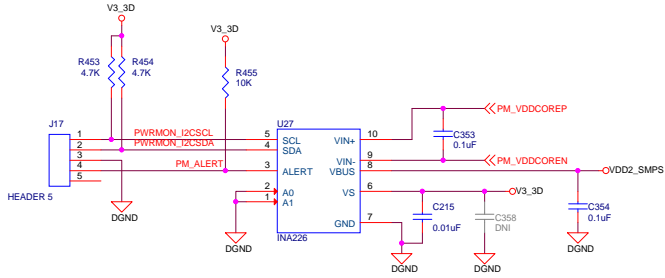 V3_3D
V3_3D
R453
4.7K
R454
4.7K
R455
10K
J17
1
2
3
4
5
HEADER 5
PWRMON_I2CSCL
PWRMON_I2CSDA
PM_ALERT
DGND
DGND
U27
5
4
3
2
1
SCL
SDA
ALERT
A0
A1
VIN+
VIN-
VBUS
VS
GND
10
9
8
6
7
INA226
PM_VDDCOREP
C353
0.1uF
PM_VDDCOREN
VDD2_SMPS
V3_3D
C215
0.01uF
C358
DNI
C354
0.1uF
DGND
DGND
DGND